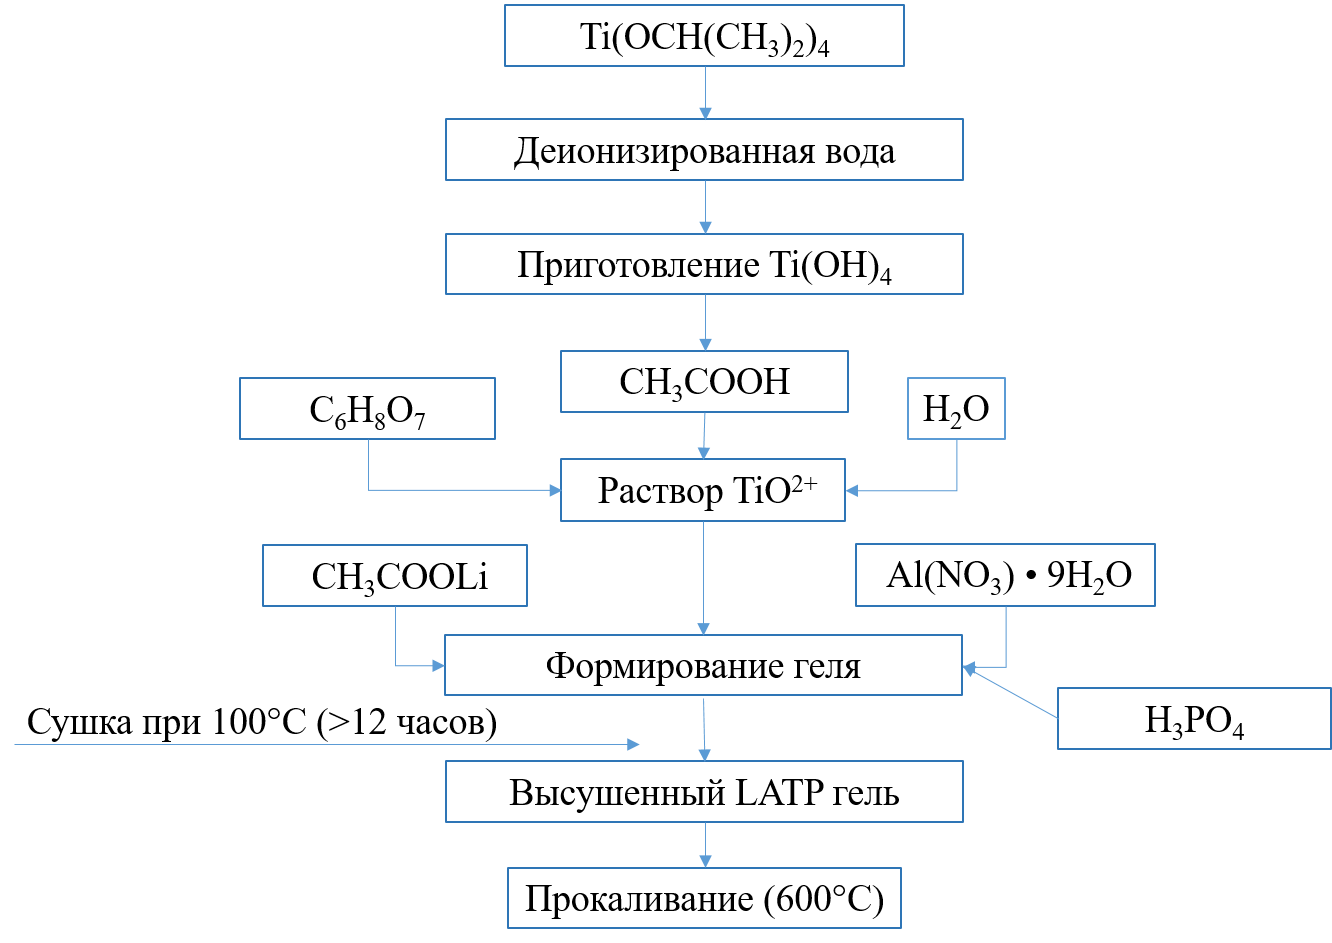 Ti(OCH(CH₃)₂)₄
Деионизированная вода
Приготовление Ti(OH)₄
CH₃COOH
C₆H₈O₇
H₂O
Раствор TiO²⁺
CH₃COOLi
Al(NO₃) • 9H₂O
Формирование геля
H₃PO₄
Сушка при 100°C (>12 часов)
Высушенный LATP гель
Прокаливание (600°C)